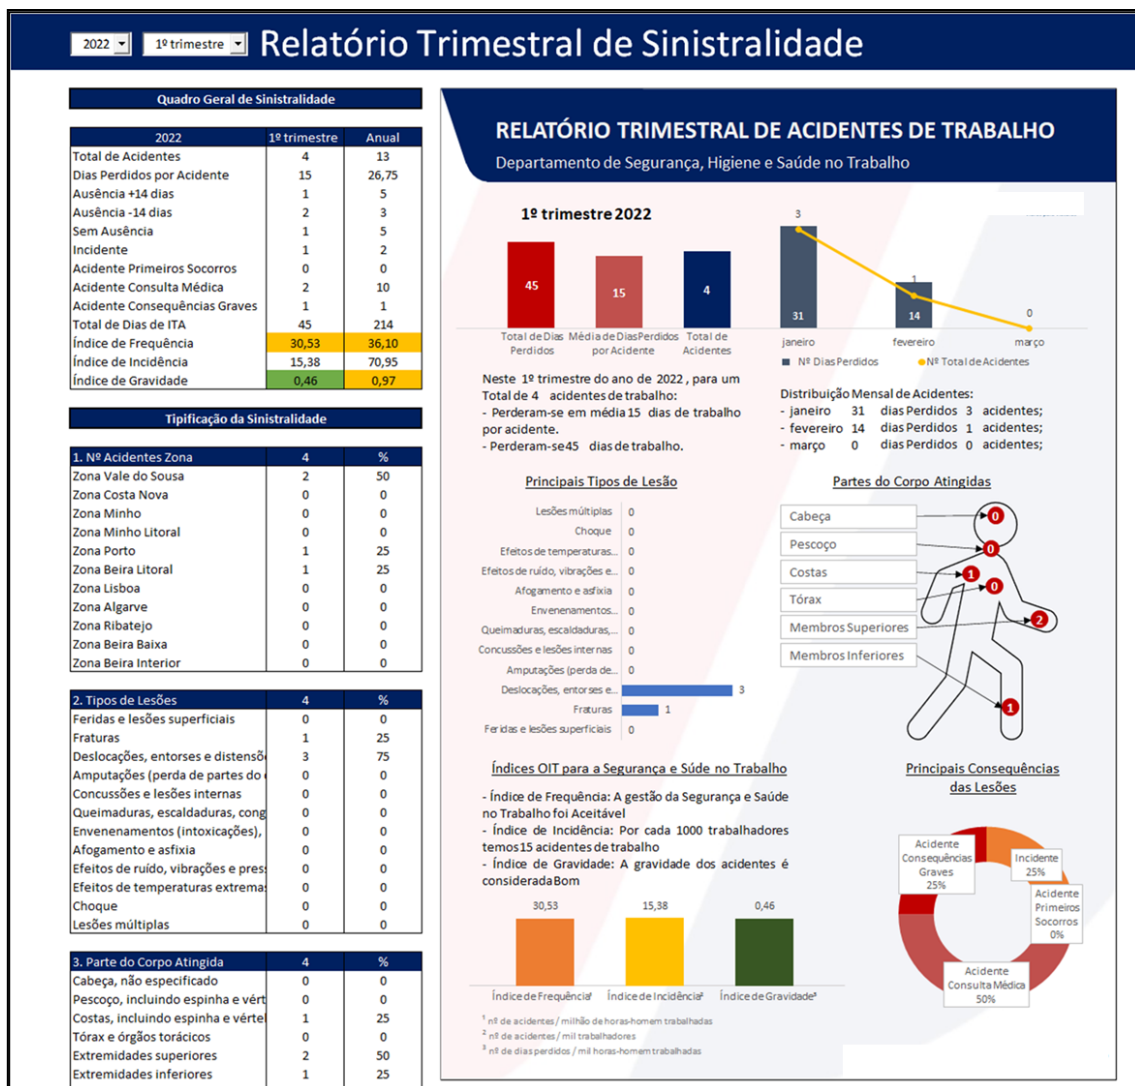 2022 1º trimestre Relatório Trimestral de Sinistralidade
Quadro Geral de Sinistralidade
2022 1º trimestre Anual
Total de Acidentes 4 13
Dias Perdidos por Acidente 15 26,75
Ausência +14 dias 1 5
Ausência -14 dias 2 3
Sem Ausência 1 5
Incidente 1 2
Acidente Primeiros Socorros 0 0
Acidente Consulta Médica 2 10
Acidente Consequências Graves 1 1
Total de Dias de ITA 45 214
Índice de Frequência 30,53 36,10
Índice de Incidência 15,38 70,95
Índice de Gravidade 0,46 0,97
Tipificação da Sinistralidade
1. Nº Acidentes Zona 4 %
Zona Vale do Sousa 2 50
Zona Costa Nova 0 0
Zona Minho 0 0
Zona Minho Litoral 0 0
Zona Porto 1 25
Zona Beira Litoral 1 25
Zona Lisboa 0 0
Zona Algarve 0 0
Zona Ribatejo 0 0
Zona Beira Baixa 0 0
Zona Beira Interior 0 0
2. Tipos de Lesões 4 %
Feridas e lesões superficiais 0 0
Fraturas 1 25
Deslocações, entorses e distensõ 3 75
Amputações (perda de partes do 0 0
Concussões e lesões internas 0 0
Queimaduras, escaldaduras, cong 0 0
Envenenamentos (intoxicações), 0 0
Afogamento e asfixia 0 0
Efeitos de ruído, vibrações e pres 0 0
Efeitos de temperaturas extrema 0 0
Choque 0 0
Lesões múltiplas 0 0
3. Parte do Corpo Atingida 4 %
Cabeça, não especificado 0 0
Pescoço, incluindo espinha e vért 0 0
Costas, incluindo espinha e vérte 1 25
Tórax e órgãos torácicos 0 0
Extremidades superiores 2 50
Extremidades inferiores 1 25
RELATÓRIO TRIMESTRAL DE ACIDENTES DE TRABALHO
Departamento de Segurança, Higiene e Saúde no Trabalho
1º trimestre 2022
45 15 4
Total de Dias Perdidos
Média de Dias Perdidos por Acidente
Total de Acidentes
3 1 0
31 14
janeiro fevereiro março
Nº Dias Perdidos Nº Total de Acidentes
Neste 1º trimestre do ano de 2022 , para um
Total de 4 acidentes de trabalho:
- Perderam-se em média 15 dias de trabalho
por acidente.
- Perderam-se 45 dias de trabalho.
Distribuição Mensal de Acidentes:
- janeiro 31 dias Perdidos 3 acidentes;
- fevereiro 14 dias Perdidos 1 acidentes;
- março 0 dias Perdidos 0 acidentes;
Principais Tipos de Lesão
Lesões múltiplas 0
Choque 0
Efeitos de temperaturas... 0
Efeitos de ruído, vibrações e... 0
Afogamento e asfixia 0
Envenenamentos... 0
Queimaduras, escaldaduras,... 0
Concussões e lesões internas 0
Amputações (perda de... 0
Deslocações, entorses e... 3
Fraturas 1
Feridas e lesões superficiais 0
Partes do Corpo Atingidas
Cabeça 0
Pescoço 0
Costas 1
Tórax 0
Membros Superiores 2
Membros Inferiores 1
Índices OIT para a Segurança e Súde no Trabalho
- Índice de Frequência: A gestão da Segurança e Saúde
no Trabalho foi Aceitável
- Índice de Incidência: Por cada 1000 trabalhadores
temos 15 acidentes de trabalho
- Índice de Gravidade: A gravidade dos acidentes é
considerada Bom
30,53 15,38 0,46
Índice de Frequência¹ Índice de Incidência² Índice de Gravidade³
¹ nº de acidentes / milhão de horas-homem trabalhadas
² nº de acidentes / mil trabalhadores
³ nº de dias perdidos / mil horas-homem trabalhadas
Principais Consequências
das Lesões
Acidente
Consequências
Graves
25%
Incidente
25%
Acidente
Primeiros
Socorros
0%
Acidente
Consulta Médica
50%